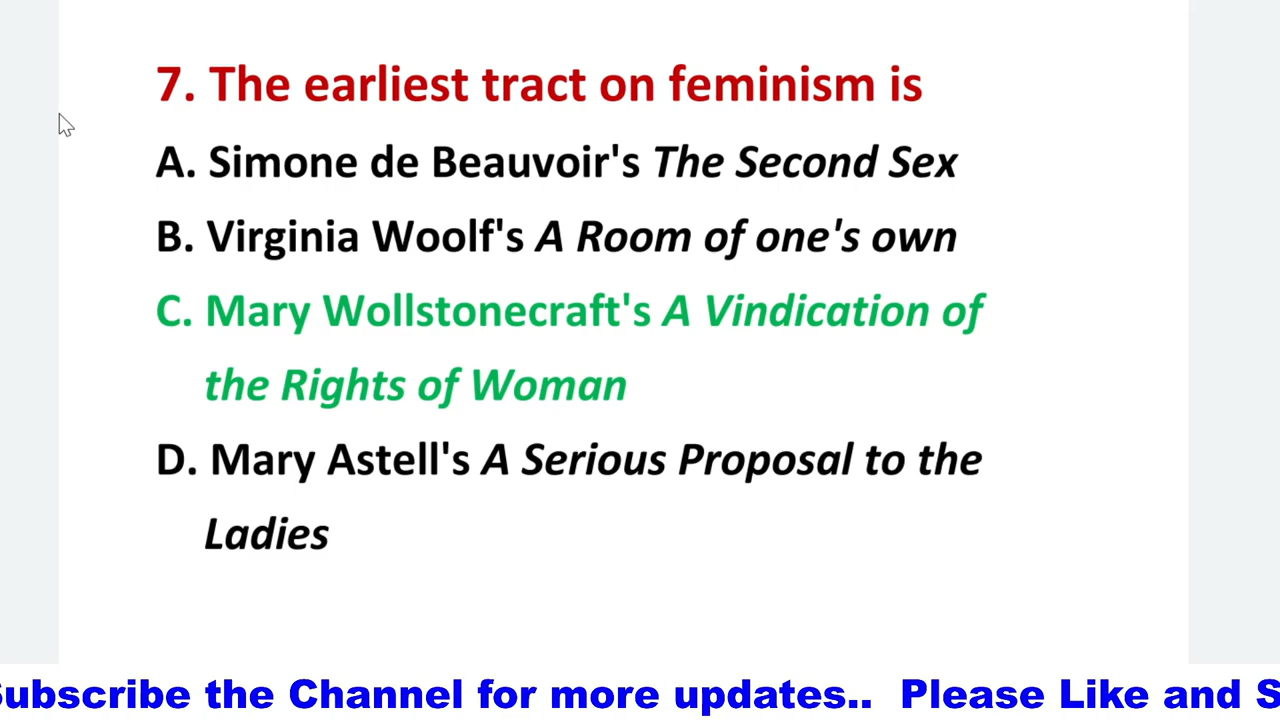 7. The earliest tract on feminism is
A. Simone de Beauvoir's The Second Sex
B. Virginia Woolf's A Room of one's own
C. Mary Wollstonecraft's A Vindication of
the Rights of Woman
D. Mary Astell's A Serious Proposal to the
Ladies
ubscribe the Channel for more updates.. Please Like and S